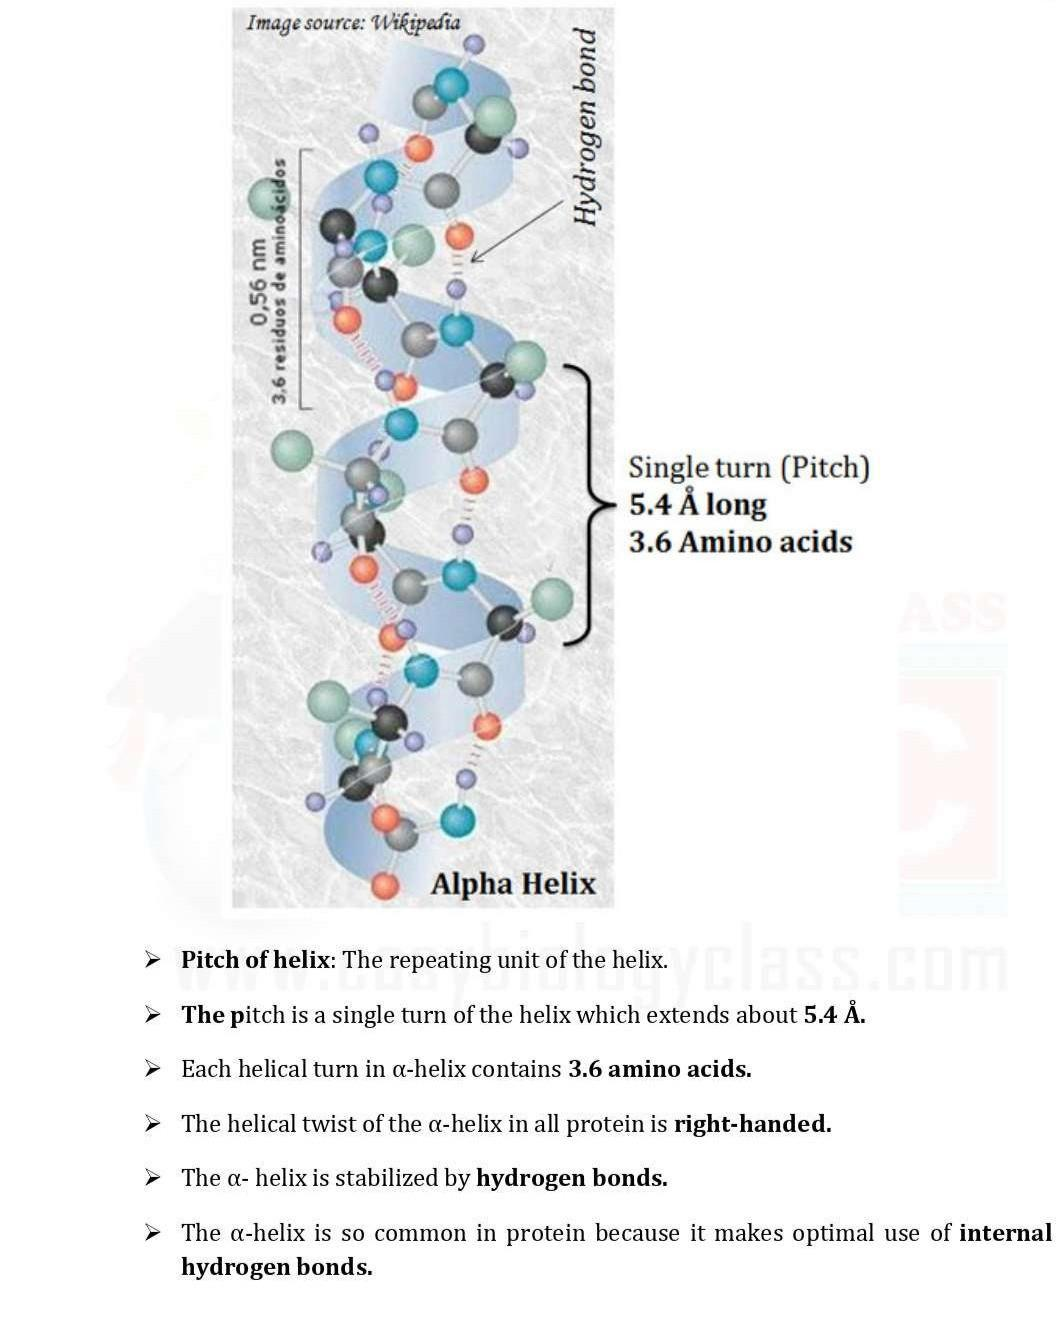 Image source: Wikipedia
Hydrogen bond
0,56 nm
3,6 residuos de aminoácidos
Single turn (Pitch)
5.4 Å long
3.6 Amino acids
ASS
C
Alpha Helix
www.easybiologyclass.com
➢ Pitch of helix: The repeating unit of the helix.
➢ The pitch is a single turn of the helix which extends about 5.4 Å.
➢ Each helical turn in α-helix contains 3.6 amino acids.
➢ The helical twist of the α-helix in all protein is right-handed.
➢ The α- helix is stabilized by hydrogen bonds.
➢ The α-helix is so common in protein because it makes optimal use of internal
hydrogen bonds.